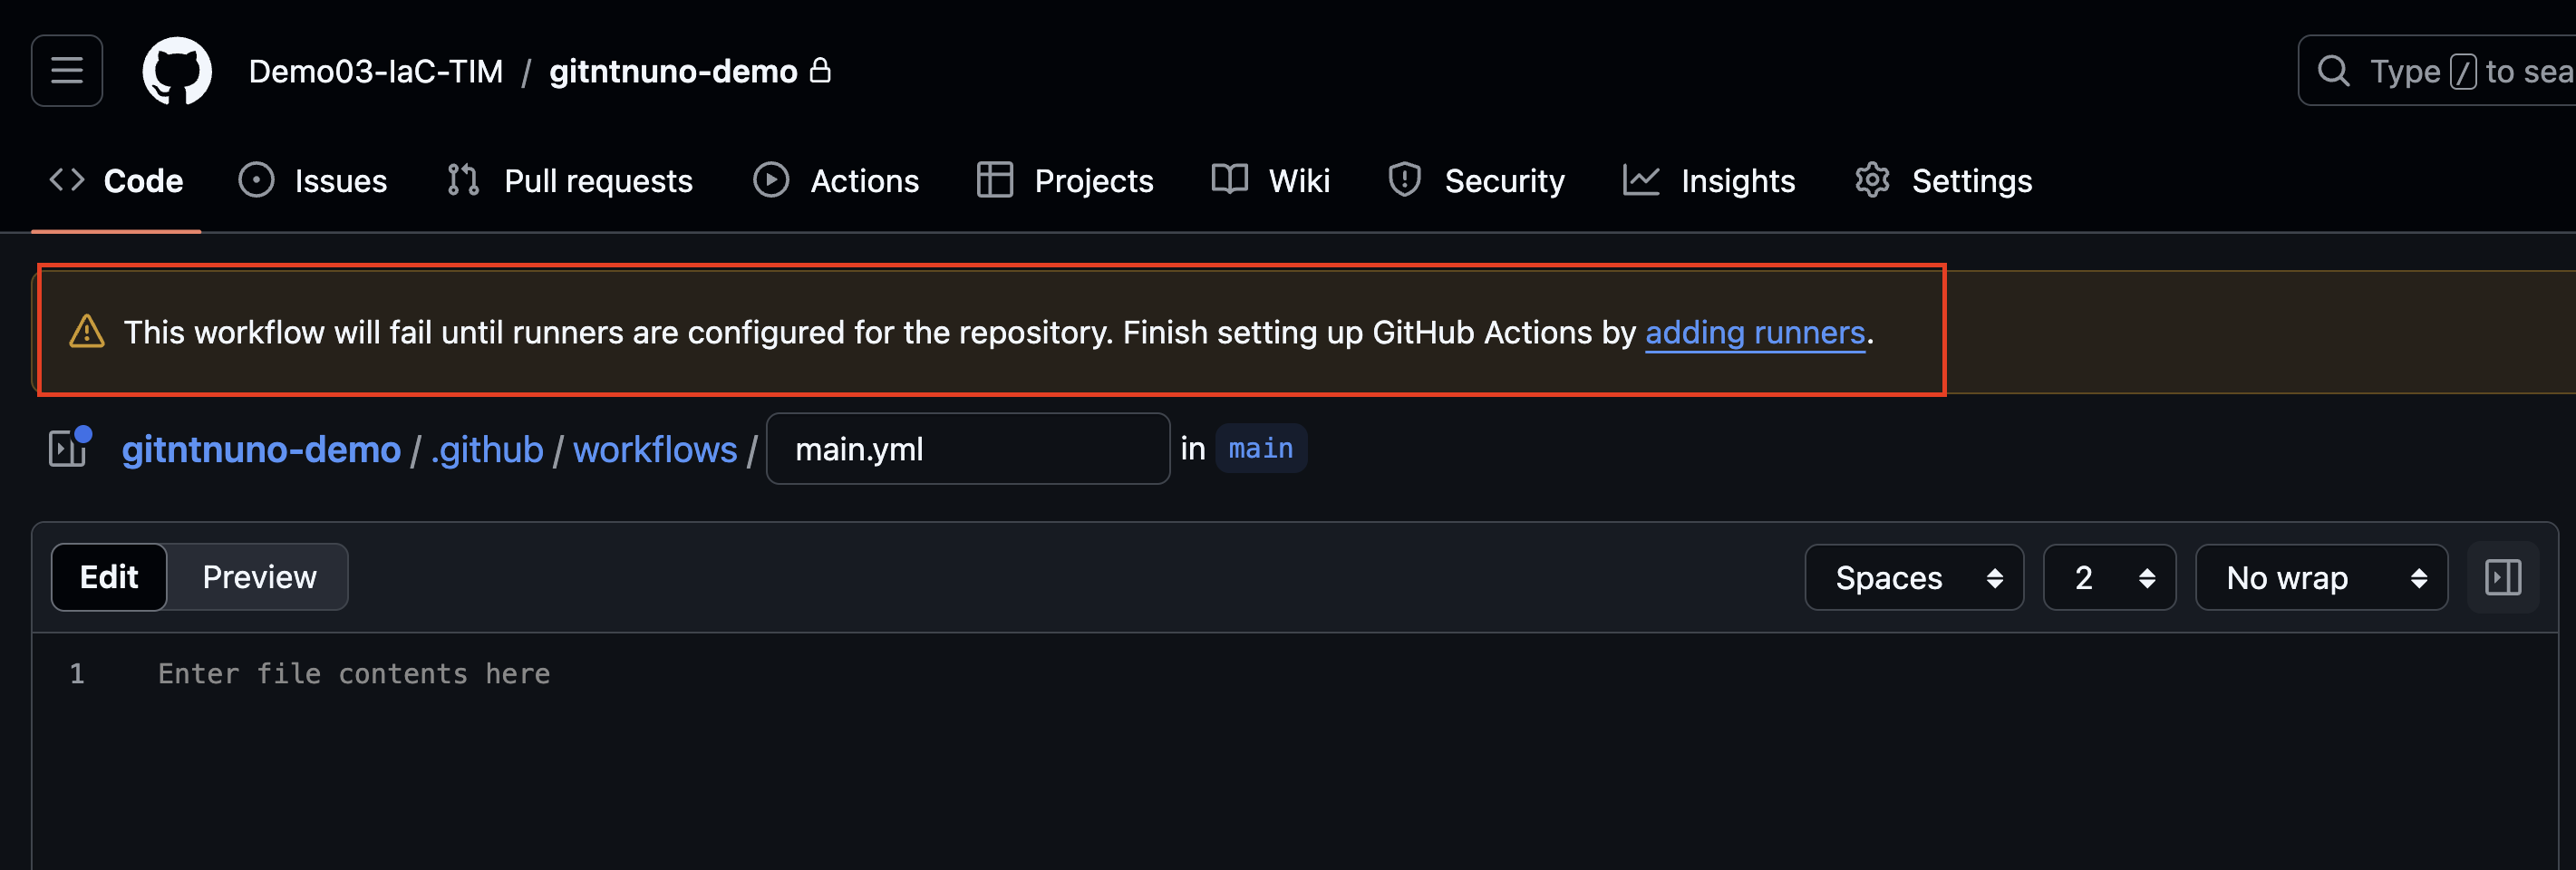 Demo03-IaC-TIM / gitntnuno-demo
Type / to sea
Code Issues Pull requests Actions Projects Wiki Security Insights Settings
This workflow will fail until runners are configured for the repository. Finish setting up GitHub Actions by adding runners.
gitntnuno-demo / .github / workflows / main.yml in main
Edit Preview Spaces 2 No wrap
1 Enter file contents here